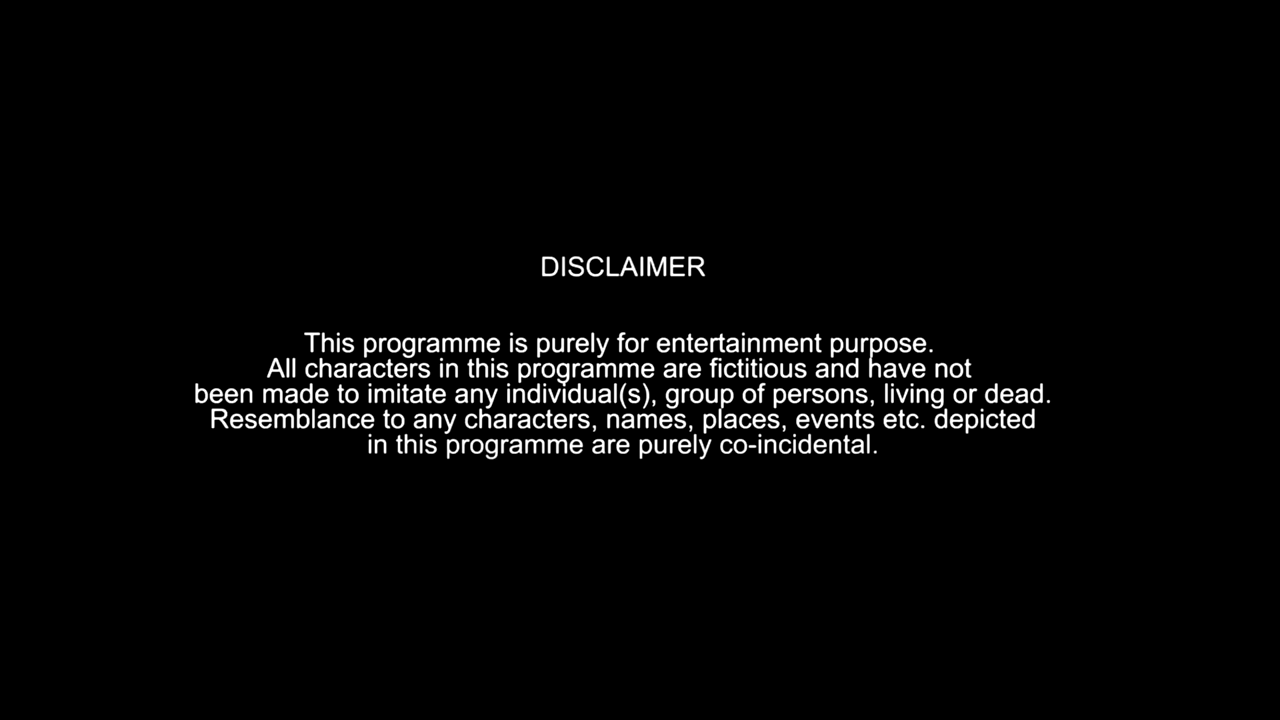 DISCLAIMER
This programme is purely for entertainment purpose.
All characters in this programme are fictitious and have not
been made to imitate any individual(s), group of persons, living or dead.
Resemblance to any characters, names, places, events etc. depicted
in this programme are purely co-incidental.